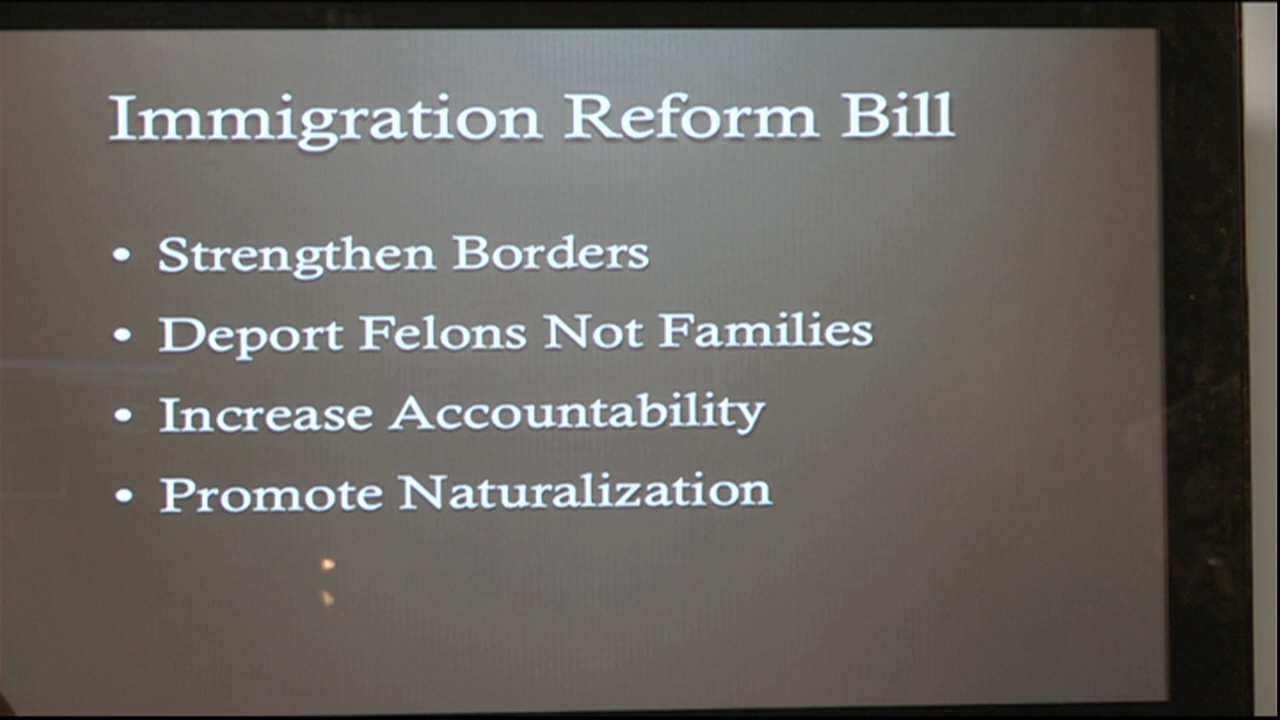 Immigration Reform Bill
• Strengthen Borders
• Deport Felons Not Families
• Increase Accountability
• Promote Naturalization